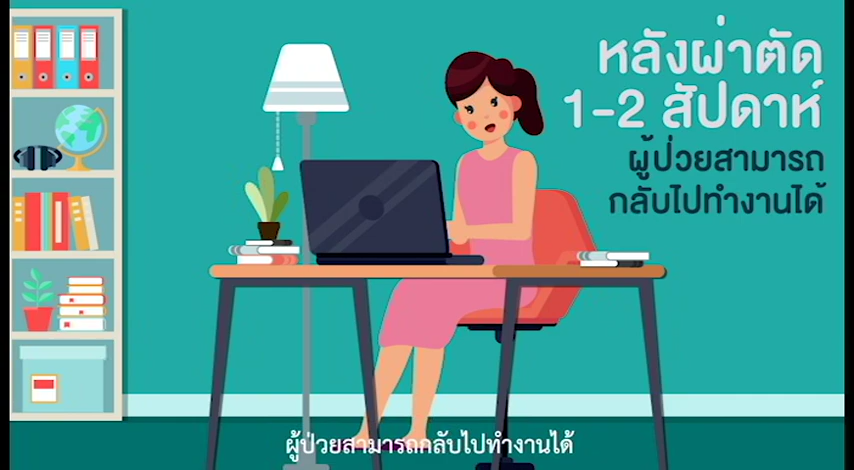 หลังผ่าตัด
1-2 สัปดาห์
ผู้ป่วยสามารถ
กลับไปทำงานได้
ผู้ป่วยสามารถกลับไปทำงานได้